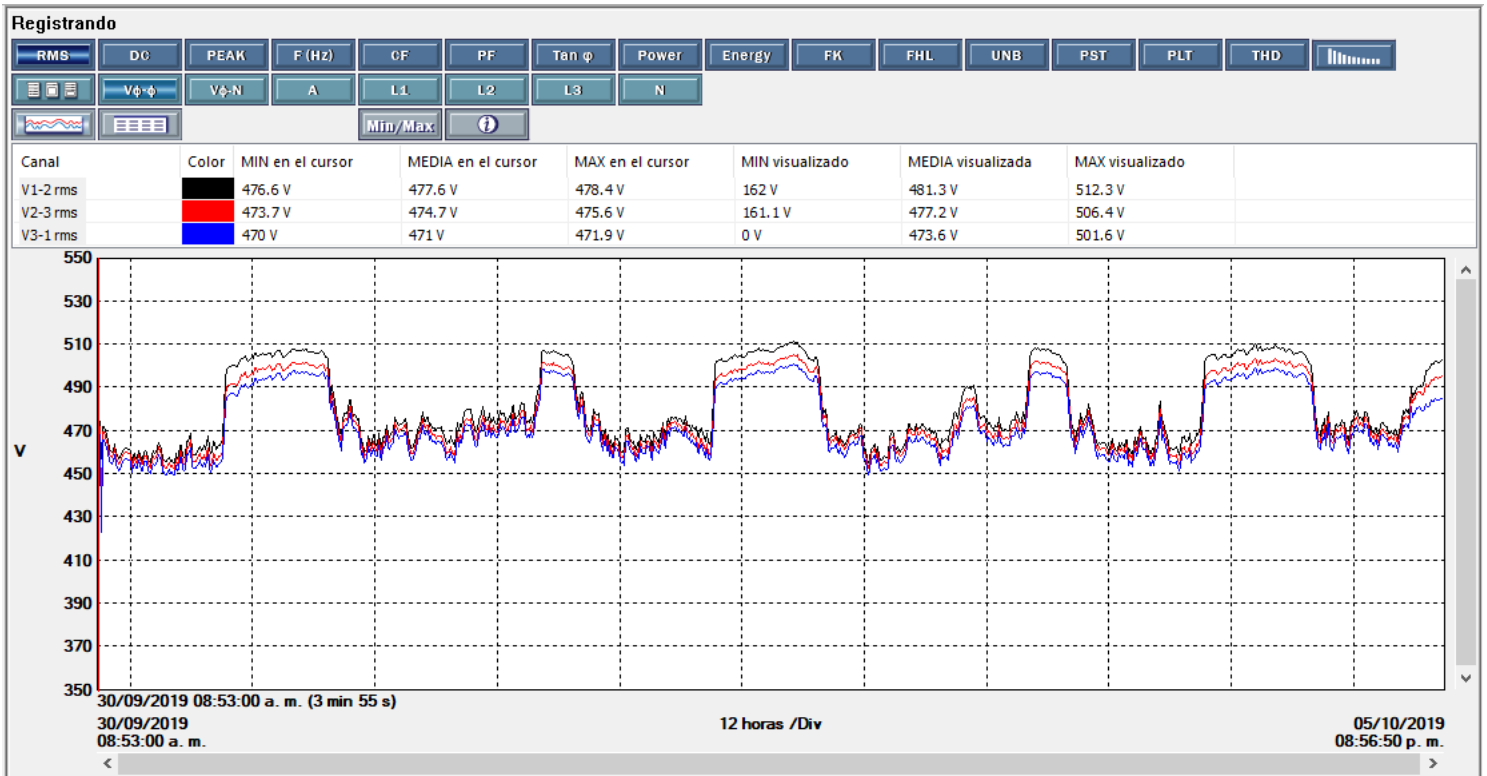 Registrando
RMS DC PEAK F (Hz) CF PF Tan φ Power Energy FK FHL UNB PST PLT THD
Vϕ-ϕ Vϕ-N A L1 L2 L3 N
Min/Max i
Canal Color MIN en el cursor MEDIA en el cursor MAX en el cursor MIN visualizado MEDIA visualizada MAX visualizado
V1-2 rms 476.6 V 477.6 V 478.4 V 162 V 481.3 V 512.3 V
V2-3 rms 473.7 V 474.7 V 475.6 V 161.1 V 477.2 V 506.4 V
V3-1 rms 470 V 471 V 471.9 V 0 V 473.6 V 501.6 V
550
530
510
490
470
V
450
430
410
390
370
350
30/09/2019 08:53:00 a. m. (3 min 55 s)
30/09/2019 12 horas /Div 05/10/2019
08:53:00 a. m. 08:56:50 p. m.